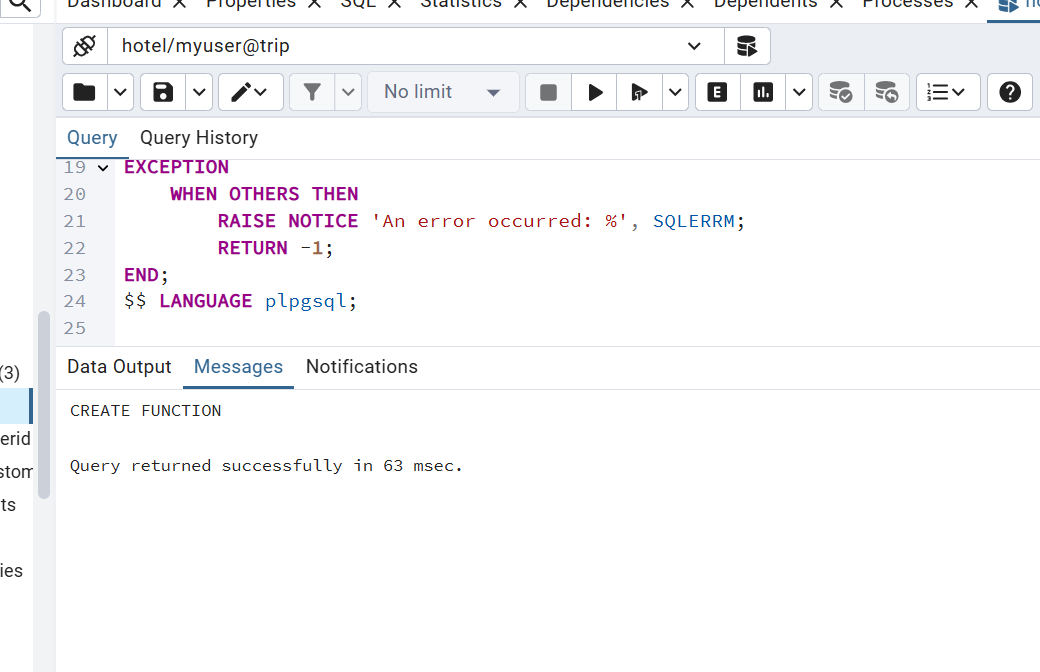 Dashboard Properties SQL Statistics Dependencies Dependents Processes
hotel/myuser@trip
No limit E
Query Query History
19 EXCEPTION
20 WHEN OTHERS THEN
21 RAISE NOTICE 'An error occurred: %', SQLERRM;
22 RETURN -1;
23 END;
24 $$ LANGUAGE plpgsql;
25
Data Output Messages Notifications
(3)
CREATE FUNCTION
erid
Query returned successfully in 63 msec.
stom
ts
ies